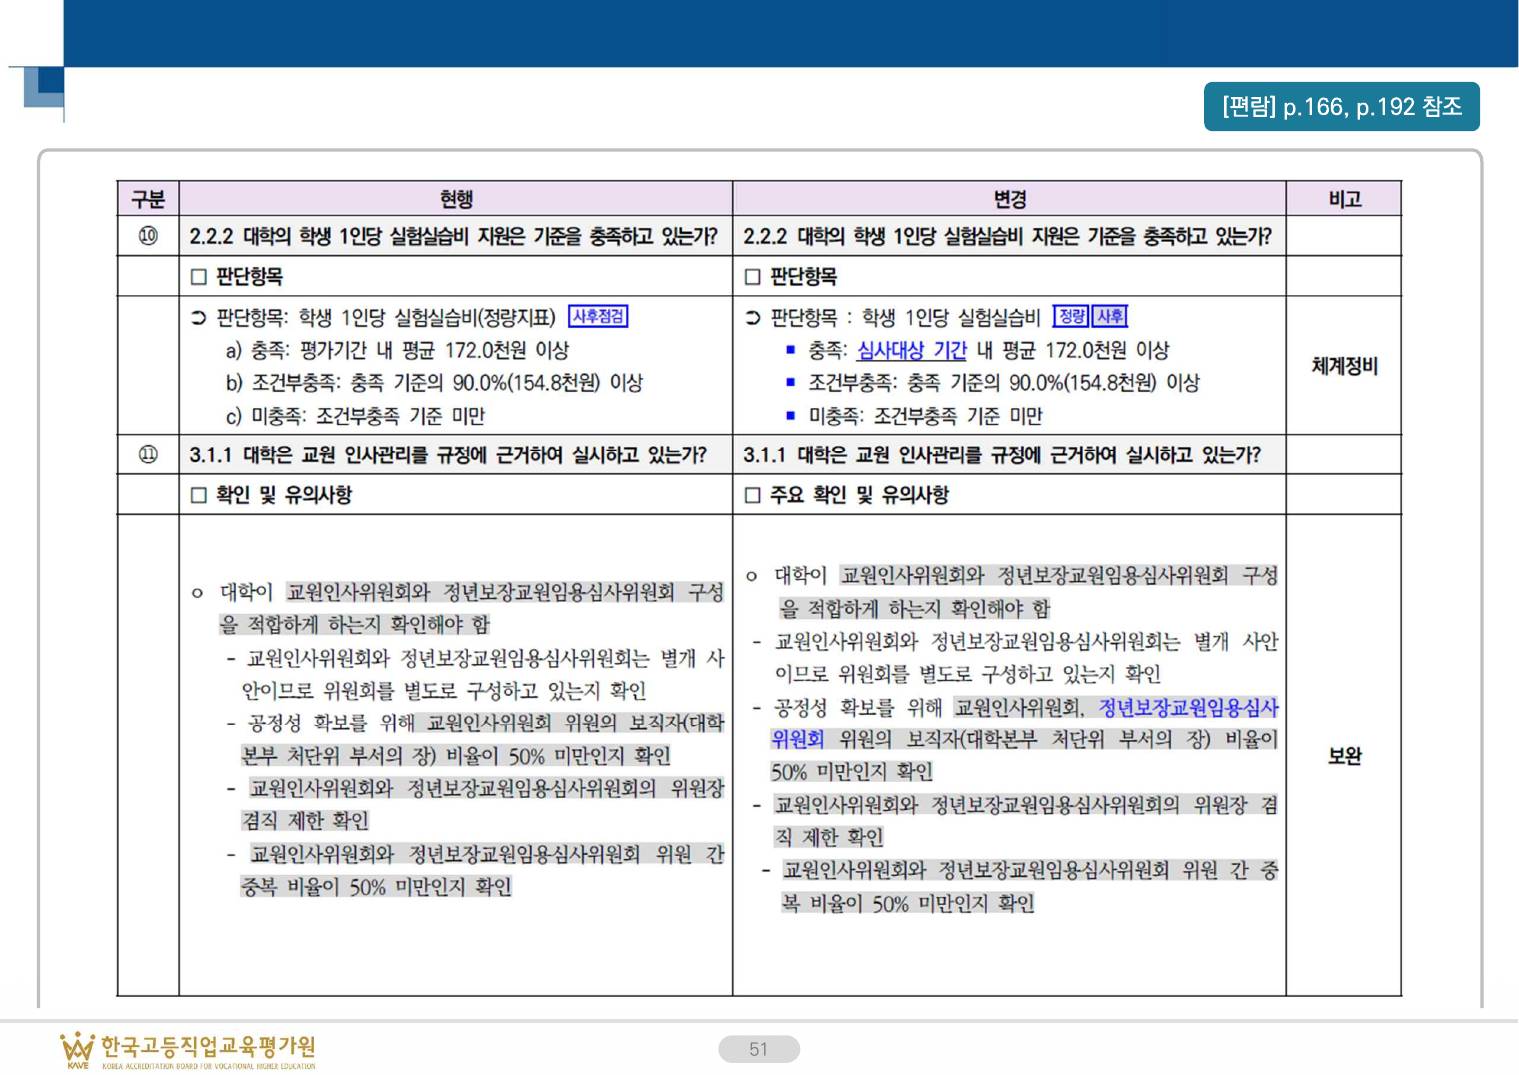 [편람] p.166, p.192 참조
구분 현행 변경 비고
⑩ 2.2.2 대학의 학생 1인당 실험실습비 지원은 기준을 충족하고 있는가? 2.2.2 대학의 학생 1인당 실험실습비 지원은 기준을 충족하고 있는가?
□ 판단항목 □ 판단항목
➲ 판단항목: 학생 1인당 실험실습비(정량지표) 사후점검
a) 충족: 평가기간 내 평균 172.0천원 이상
b) 조건부충족: 충족 기준의 90.0%(154.8천원) 이상
c) 미충족: 조건부충족 기준 미만
➲ 판단항목 : 학생 1인당 실험실습비 정량 사후
▪ 충족: 심사대상 기간 내 평균 172.0천원 이상
▪ 조건부충족: 충족 기준의 90.0%(154.8천원) 이상
▪ 미충족: 조건부충족 기준 미만
체계정비
⑪ 3.1.1 대학은 교원 인사관리를 규정에 근거하여 실시하고 있는가? 3.1.1 대학은 교원 인사관리를 규정에 근거하여 실시하고 있는가?
□ 확인 및 유의사항 □ 주요 확인 및 유의사항
ㅇ 대학이 교원인사위원회와 정년보장교원임용심사위원회 구성
을 적합하게 하는지 확인해야 함
- 교원인사위원회와 정년보장교원임용심사위원회는 별개 사
안이므로 위원회를 별도로 구성하고 있는지 확인
- 공정성 확보를 위해 교원인사위원회 위원의 보직자(대학
본부 처단위 부서의 장) 비율이 50% 미만인지 확인
- 교원인사위원회와 정년보장교원임용심사위원회의 위원장
겸직 제한 확인
- 교원인사위원회와 정년보장교원임용심사위원회 위원 간
중복 비율이 50% 미만인지 확인
ㅇ 대학이 교원인사위원회와 정년보장교원임용심사위원회 구성
을 적합하게 하는지 확인해야 함
- 교원인사위원회와 정년보장교원임용심사위원회는 별개 사안
이므로 위원회를 별도로 구성하고 있는지 확인
- 공정성 확보를 위해 교원인사위원회, 정년보장교원임용심사
위원회 위원의 보직자(대학본부 처단위 부서의 장) 비율이
50% 미만인지 확인
- 교원인사위원회와 정년보장교원임용심사위원회의 위원장 겸
직 제한 확인
- 교원인사위원회와 정년보장교원임용심사위원회 위원 간 중
복 비율이 50% 미만인지 확인
보완
KAVE 한국고등직업교육평가원
KOREA ACCREDITATION BOARD FOR VOCATIONAL HIGHER EDUCATION
51